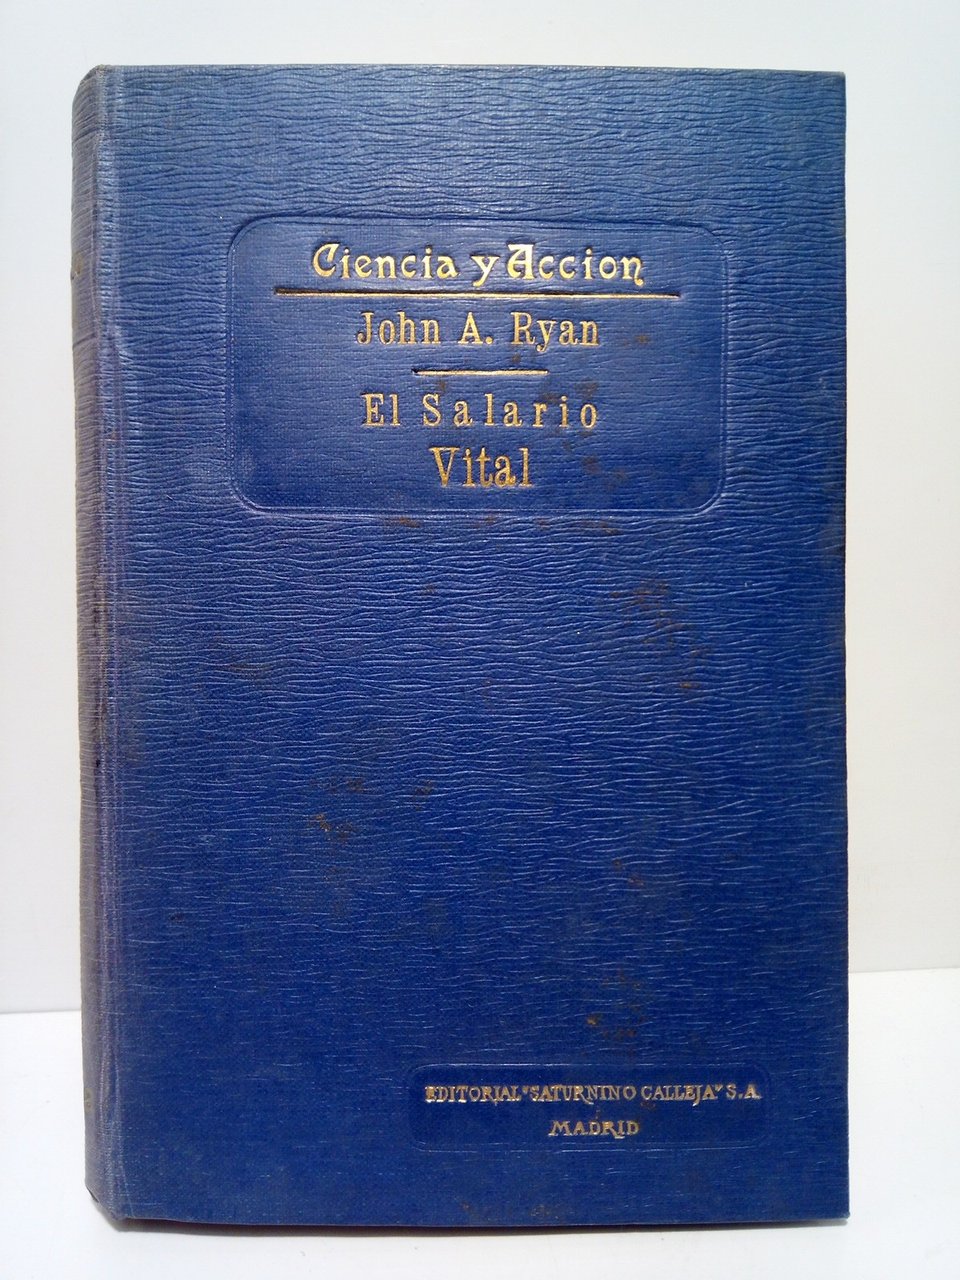 Ciencia y Accion
John A. Ryan
El Salario
Vital
EDITORIAL "SATURNINO CALLEJA" S.A.
MADRID